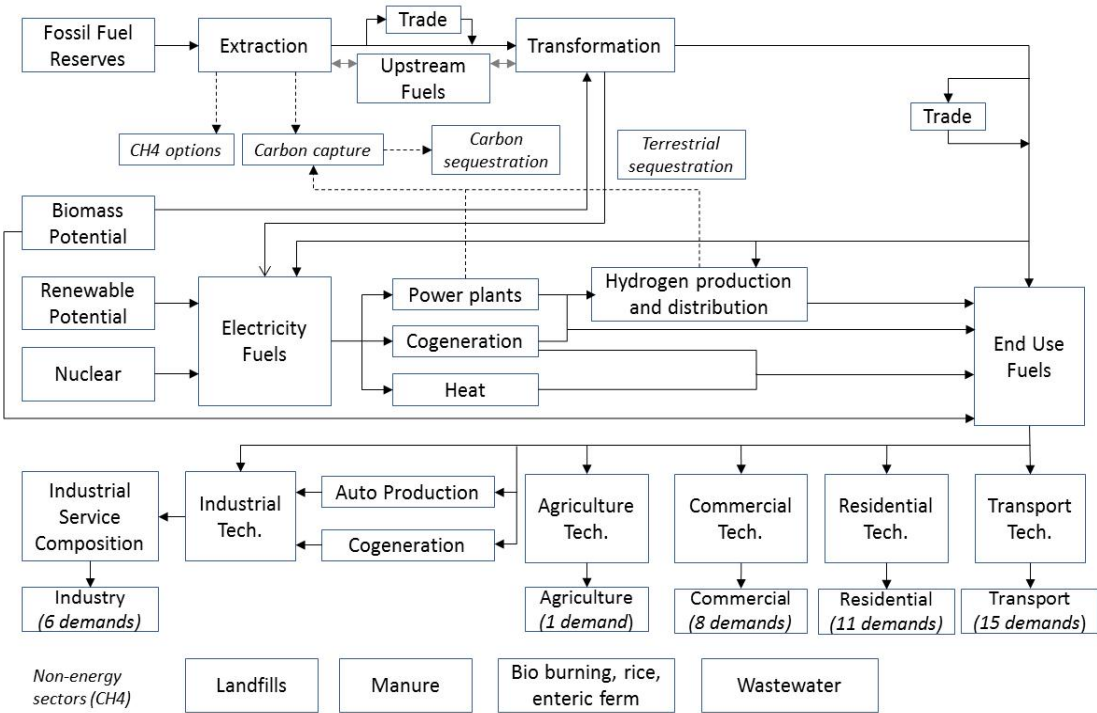 Fossil Fuel
Reserves
Extraction
Trade
Upstream
Fuels
Transformation
Trade
CH4 options
Carbon capture
Carbon
sequestration
Terrestrial
sequestration
Biomass
Potential
Renewable
Potential
Nuclear
Electricity
Fuels
Power plants
Cogeneration
Heat
Hydrogen production
and distribution
End Use
Fuels
Industrial
Service
Composition
Industrial
Tech.
Auto Production
Cogeneration
Agriculture
Tech.
Commercial
Tech.
Residential
Tech.
Transport
Tech.
Industry
(6 demands)
Agriculture
(1 demand)
Commercial
(8 demands)
Residential
(11 demands)
Transport
(15 demands)
Non-energy
sectors (CH4)
Landfills
Manure
Bio burning, rice,
enteric ferm
Wastewater